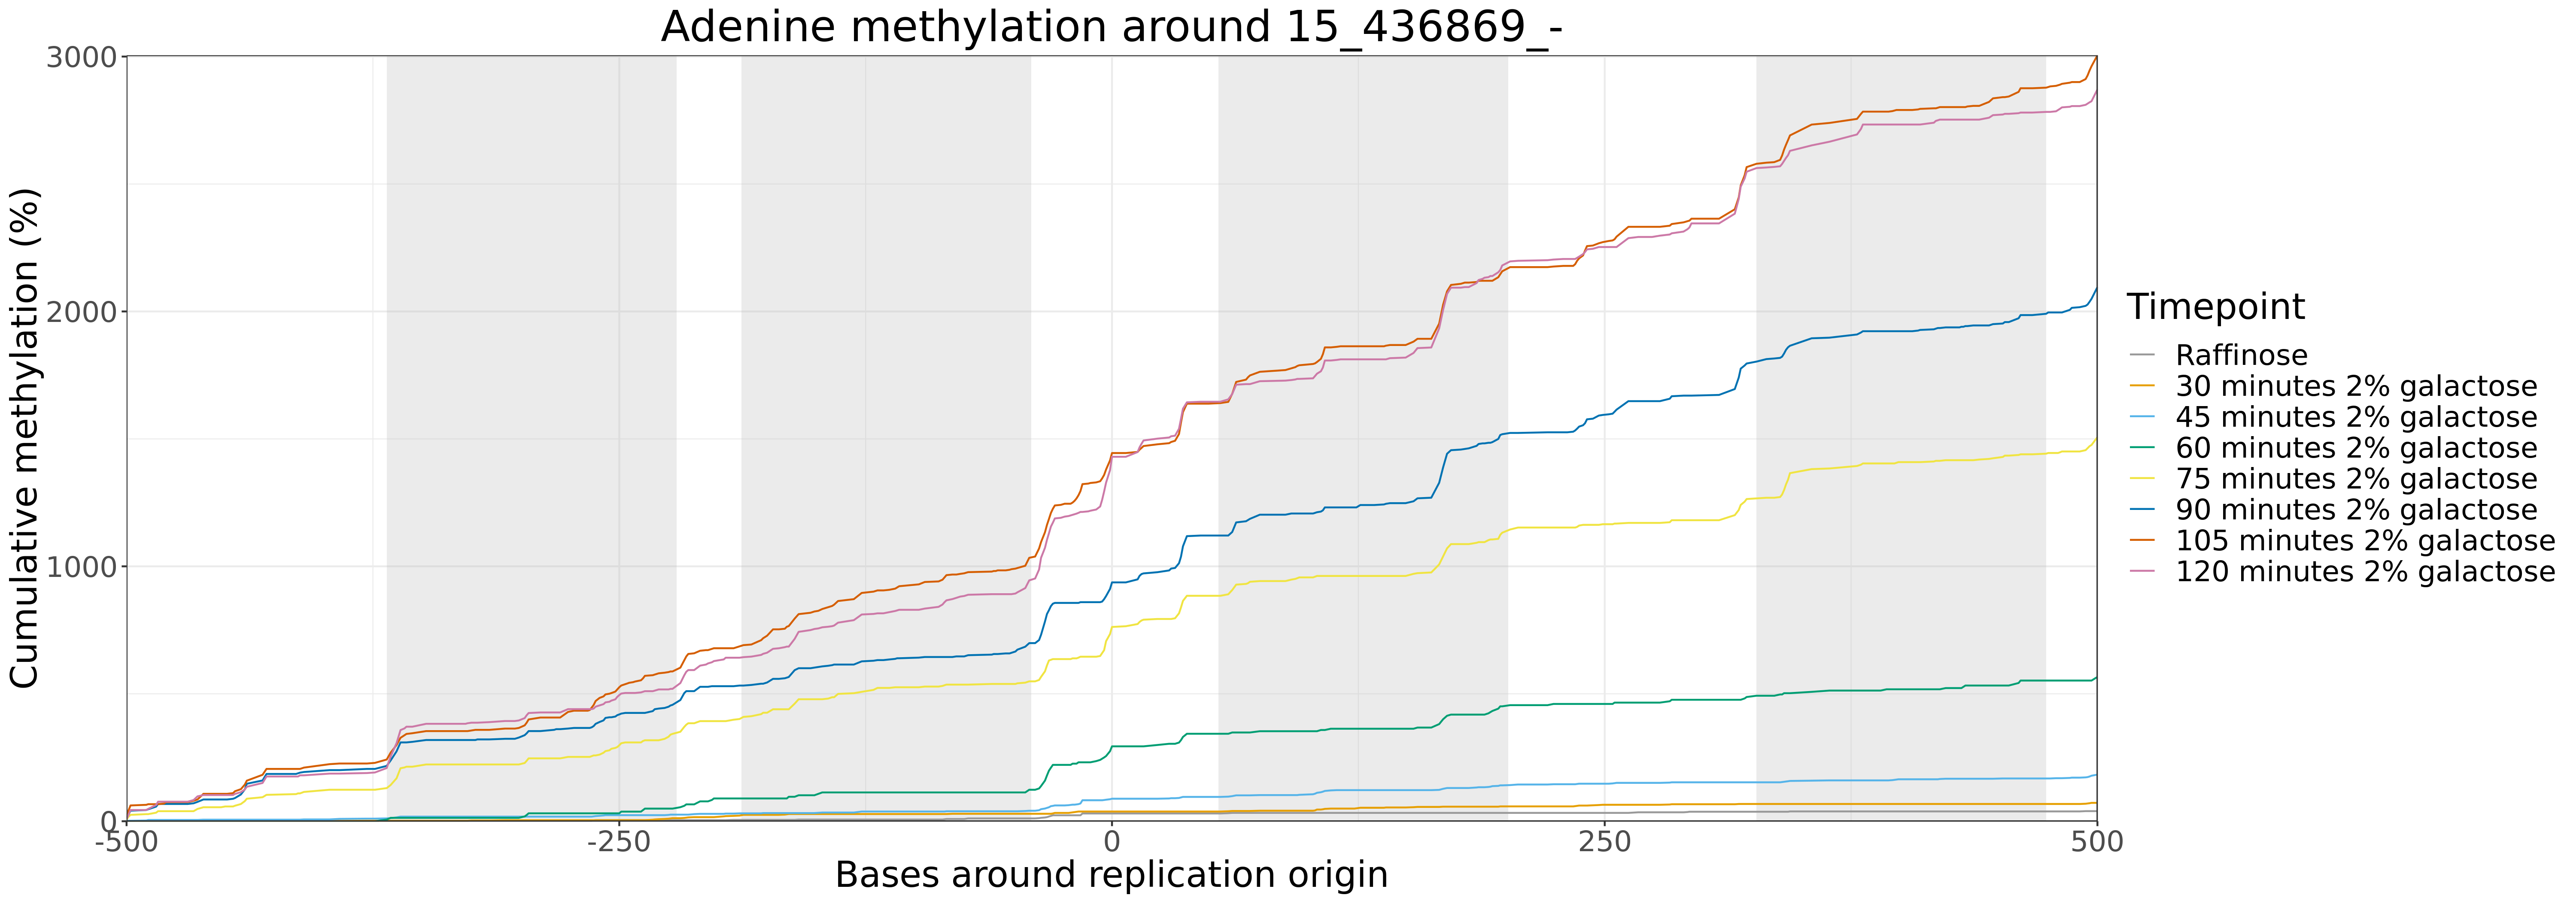 Adenine methylation around 15_436869_-
Cumulative methylation (%)
3000
2000
1000
0
-500
-250
0
250
500
Bases around replication origin
Timepoint
Raffinose
30 minutes 2% galactose
45 minutes 2% galactose
60 minutes 2% galactose
75 minutes 2% galactose
90 minutes 2% galactose
105 minutes 2% galactose
120 minutes 2% galactose